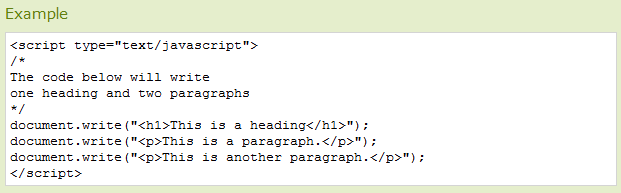 Example
<script type="text/javascript">
/*
The code below will write
one heading and two paragraphs
*/
document.write("<h1>This is a heading</h1>");
document.write("<p>This is a paragraph.</p>");
document.write("<p>This is another paragraph.</p>");
</script>